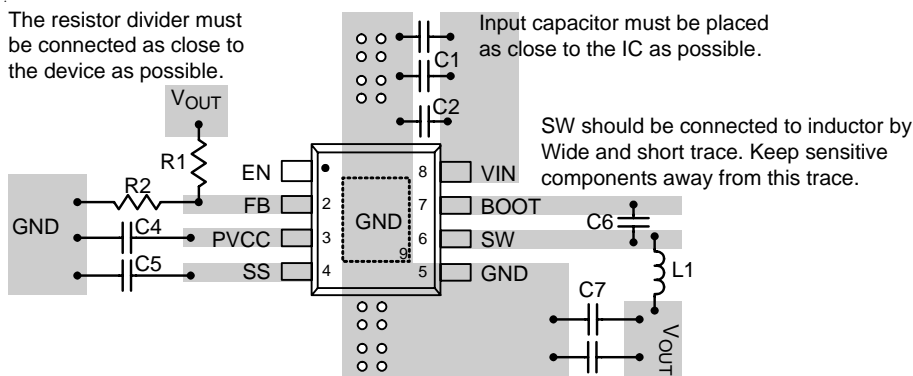 The resistor divider must
be connected as close to
the device as possible.
Input capacitor must be placed
as close to the IC as possible.
C1
C2
VOUT
R1
SW should be connected to inductor by
Wide and short trace. Keep sensitive
components away from this trace.
EN
8
VIN
R2
FB
2
7
BOOT
GND
GND
C4
PVCC
3
6
SW
C6
9
C5
SS
4
5
GND
L1
C7
VOUT